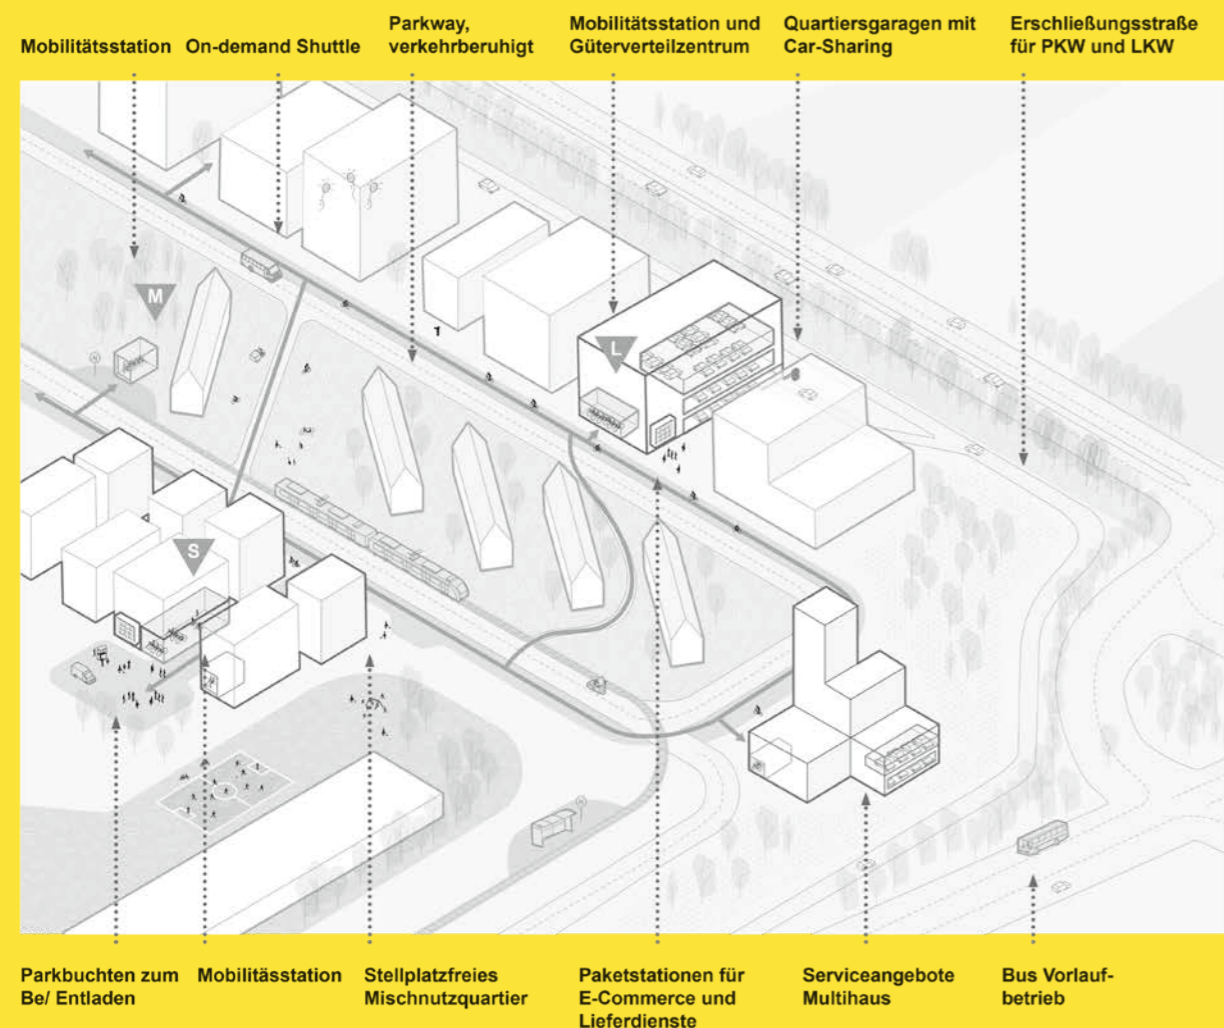 Mobilitätsstation
On-demand Shuttle
Parkway,
verkehrberuhigt
Mobilitätsstation und
Güterverteilzentrum
Quartiersgaragen mit
Car-Sharing
Erschließungsstraße
für PKW und LKW
M
L
S
Parkbuchten zum
Be/ Entladen
Mobilitässtation
Stellplatzfreies
Mischnutzquartier
Paketstationen für
E-Commerce und
Lieferdienste
Serviceangebote
Multihaus
Bus Vorlauf-
betrieb